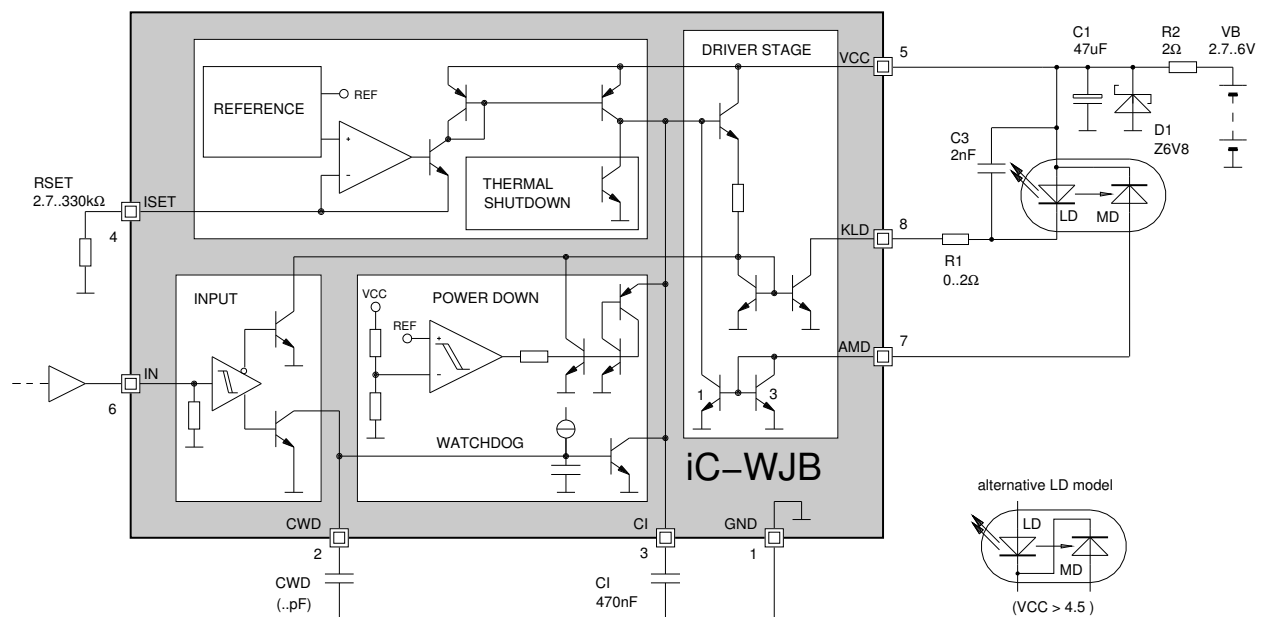 DRIVER STAGE
VCC
5
C1
47uF
R2
2Ω
VB
2.7..6V
REFERENCE
REF
+
−
THERMAL
SHUTDOWN
C3
2nF
D1
Z6V8
RSET
2.7..330kΩ
ISET
4
LD
MD
KLD
8
R1
0..2Ω
INPUT
POWER DOWN
VCC
REF
+
−
AMD
7
IN
6
1
3
WATCHDOG
iC−WJB
CWD
2
CI
3
GND
1
CWD
(..pF)
CI
470nF
alternative LD model
LD
MD
(VCC > 4.5 )